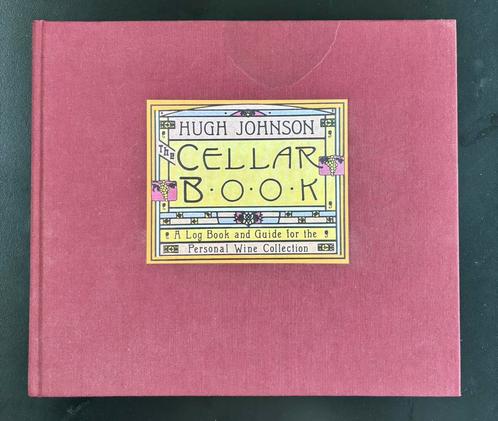 HUGH JOHNSON
The
CELLAR
B·O·O·K
A Log Book and Guide for the
Personal Wine Collection